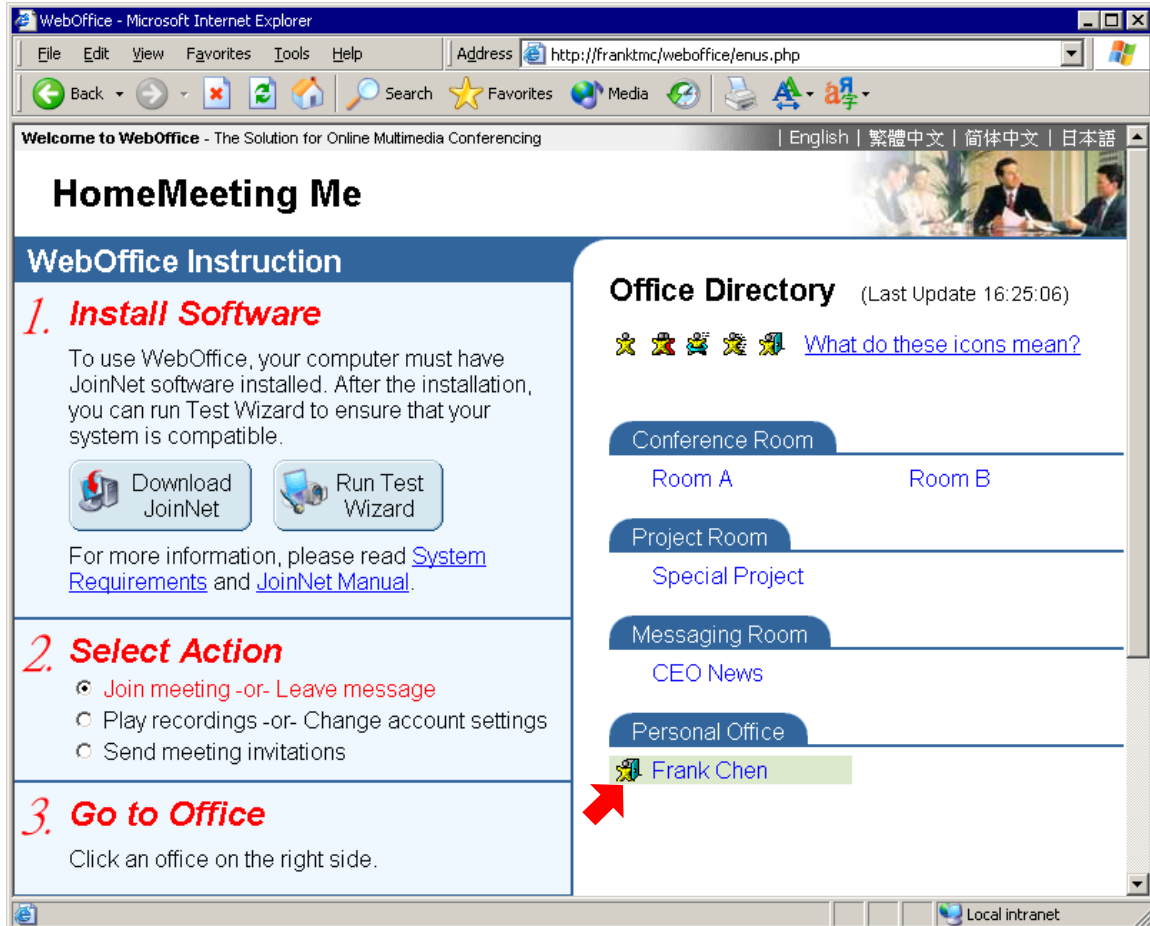 WebOffice - Microsoft Internet Explorer
File Edit View Favorites Tools Help Address http://franktmc/weboffice/enus.php
Back Search Favorites Media
Welcome to WebOffice - The Solution for Online Multimedia Conferencing | English | 繁體中文 | 简体中文 | 日本語
HomeMeeting Me
WebOffice Instruction
1. Install Software
To use WebOffice, your computer must have
JoinNet software installed. After the installation,
you can run Test Wizard to ensure that your
system is compatible.
Download
JoinNet
Run Test
Wizard
For more information, please read System
Requirements and JoinNet Manual.
2. Select Action
Join meeting -or- Leave message
Play recordings -or- Change account settings
Send meeting invitations
3. Go to Office
Click an office on the right side.
Office Directory (Last Update 16:25:06)
What do these icons mean?
Conference Room
Room A Room B
Project Room
Special Project
Messaging Room
CEO News
Personal Office
Frank Chen
Local intranet